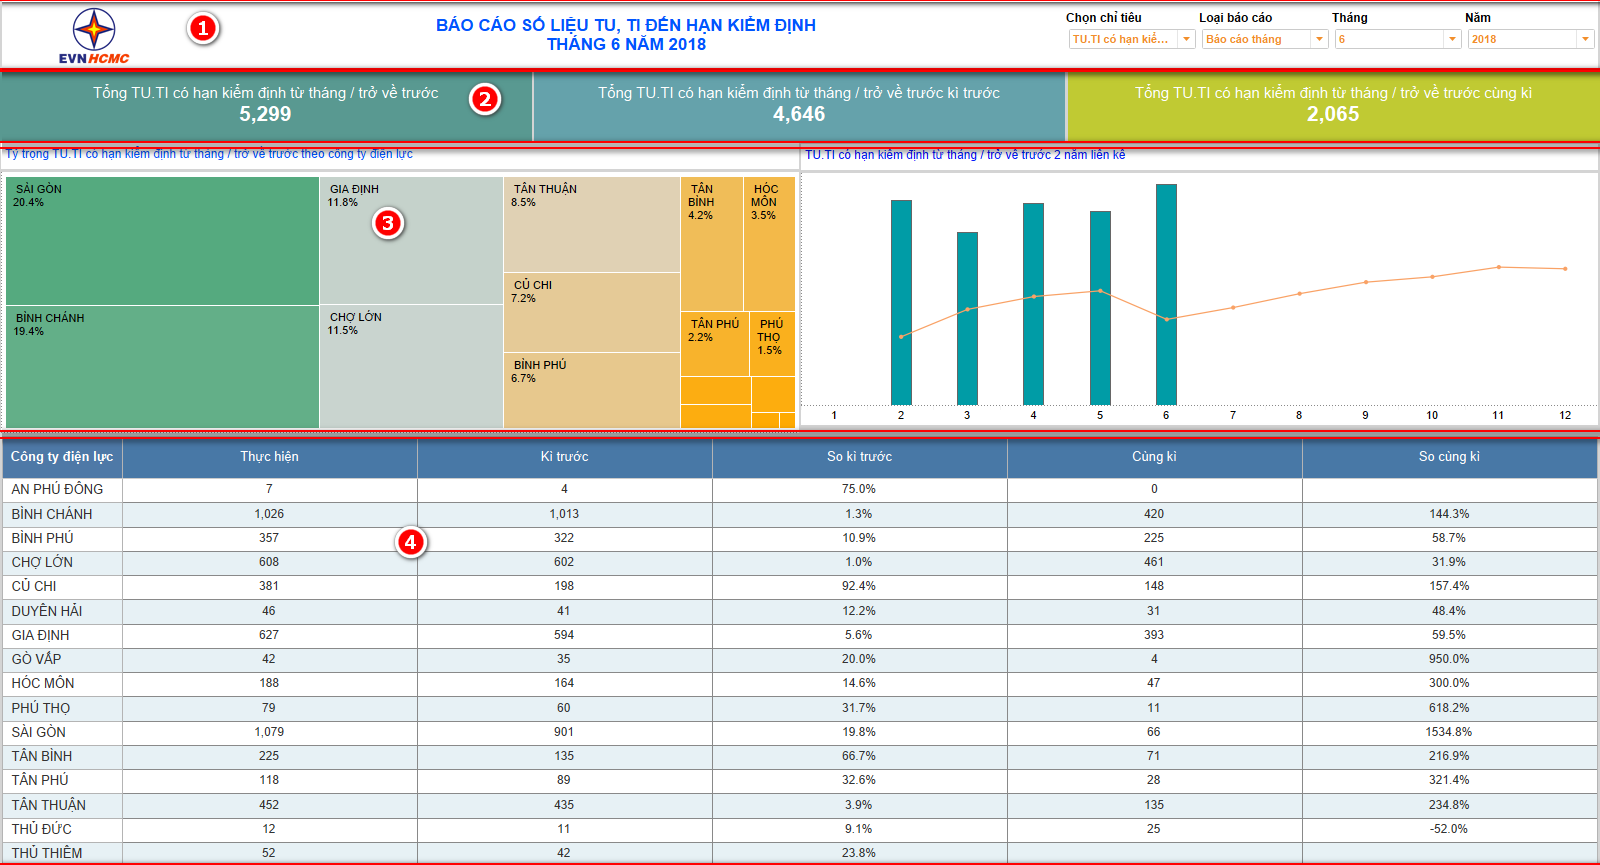 1
EVNHCMC
BÁO CÁO SỐ LIỆU TU, TI ĐẾN HẠN KIỂM ĐỊNH
THÁNG 6 NĂM 2018
Chọn chỉ tiêu
Loại báo cáo
Tháng
Năm
TU.TI có hạn kiể...
Báo cáo tháng
6
2018
Tổng TU.TI có hạn kiểm định từ tháng / trở về trước
5,299
2
Tổng TU.TI có hạn kiểm định từ tháng / trở về trước kì trước
4,646
Tổng TU.TI có hạn kiểm định từ tháng / trở về trước cùng kì
2,065
Tỷ trọng TU.TI có hạn kiểm định từ tháng / trở về trước theo công ty điện lực
TU.TI có hạn kiểm định từ tháng / trở về trước 2 năm liền kề
SÀI GÒN
20.4%
BÌNH CHÁNH
19.4%
GIA ĐỊNH
11.8%
3
CHỢ LỚN
11.5%
TÂN THUẬN
8.5%
CỦ CHI
7.2%
BÌNH PHÚ
6.7%
TÂN
BÌNH
4.2%
HÓC
MÔN
3.5%
TÂN PHÚ
2.2%
PHÚ
THỌ
1.5%
1 2 3 4 5 6 7 8 9 10 11 12
Công ty điện lực Thực hiện Kì trước So kì trước Cùng kì So cùng kì
AN PHÚ ĐÔNG 7 4 75.0% 0
BÌNH CHÁNH 1,026 1,013 1.3% 420 144.3%
BÌNH PHÚ 357 322 10.9% 225 58.7%
4
CHỢ LỚN 608 602 1.0% 461 31.9%
CỦ CHI 381 198 92.4% 148 157.4%
DUYÊN HẢI 46 41 12.2% 31 48.4%
GIA ĐỊNH 627 594 5.6% 393 59.5%
GÒ VẤP 42 35 20.0% 4 950.0%
HÓC MÔN 188 164 14.6% 47 300.0%
PHÚ THỌ 79 60 31.7% 11 618.2%
SÀI GÒN 1,079 901 19.8% 66 1534.8%
TÂN BÌNH 225 135 66.7% 71 216.9%
TÂN PHÚ 118 89 32.6% 28 321.4%
TÂN THUẬN 452 435 3.9% 135 234.8%
THỦ ĐỨC 12 11 9.1% 25 -52.0%
THỦ THIÊM 52 42 23.8%